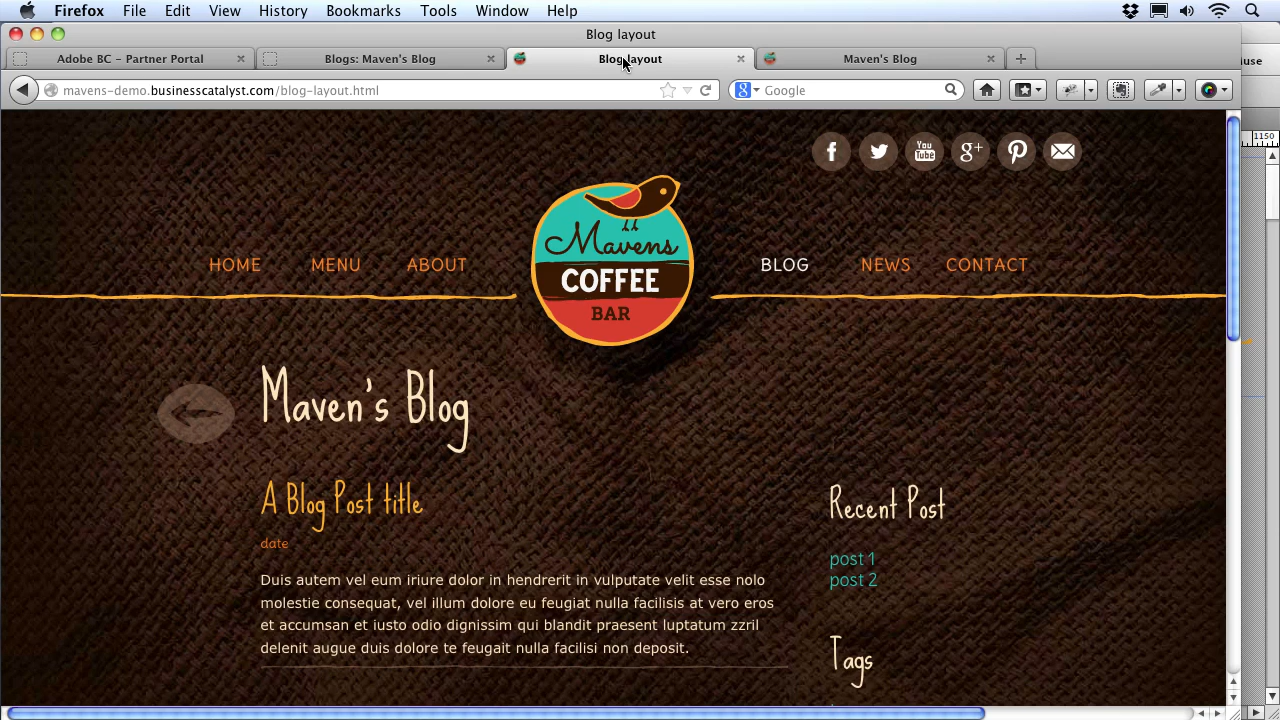 Firefox File Edit View History Bookmarks Tools Window Help
Blog layout
Adobe BC – Partner Portal
Blogs: Maven's Blog
Blog layout
Maven's Blog
mavens-demo.businesscatalyst.com/blog-layout.html
Google
1150
You
Tube
g+
HOME MENU ABOUT
Mavens
COFFEE
BAR
BLOG NEWS CONTACT
Maven's Blog
A Blog Post title
date
Duis autem vel eum iriure dolor in hendrerit in vulputate velit esse nolo
molestie consequat, vel illum dolore eu feugiat nulla facilisis at vero eros
et accumsan et iusto odio dignissim qui blandit praesent luptatum zzril
delenit augue duis dolore te feugait nulla facilisi non deposit.
Recent Post
post 1
post 2
Tags